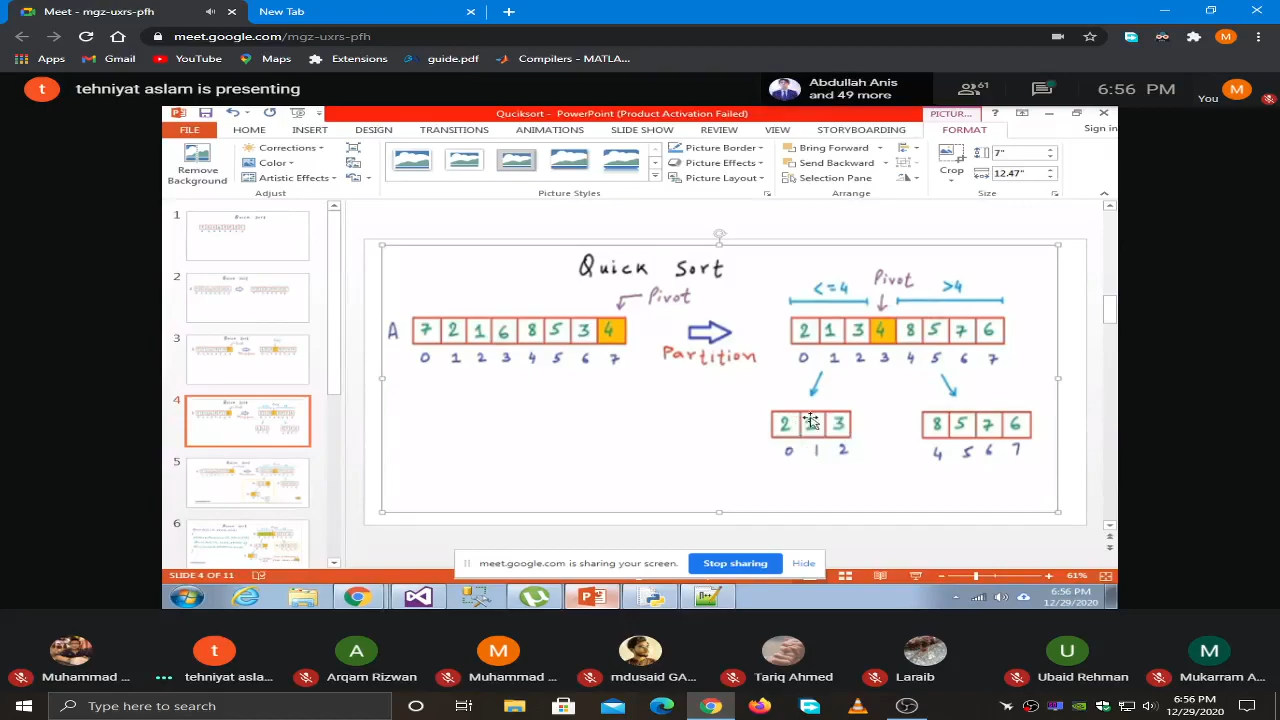 Meet - mgz-uxrs-pfh
New Tab
meet.google.com/mgz-uxrs-pfh
Apps
Gmail
YouTube
Maps
Extensions
guide.pdf
Compilers - MATLA...
t
tehniyat aslam is presenting
Abdullah Anis
and 49 more
61
6:56 PM
You
M
Quciksort - PowerPoint (Product Activation Failed)
PICTUR...
FILE
HOME
INSERT
DESIGN
TRANSITIONS
ANIMATIONS
SLIDE SHOW
REVIEW
VIEW
STORYBOARDING
FORMAT
Sign in
Remove
Background
Corrections
Color
Artistic Effects
Adjust
Picture Styles
Picture Border
Picture Effects
Picture Layout
Bring Forward
Send Backward
Selection Pane
Arrange
Crop
7"
12.47"
Size
1
2
3
4
5
6
Quick Sort
Pivot
A 7 2 1 6 8 5 3 4
0 1 2 3 4 5 6 7
Partition
<=4
Pivot
>4
2 1 3 4 8 5 7 6
0 1 2 3 4 5 6 7
2 3
0 1 2
8 5 7 6
4 5 6 7
meet.google.com is sharing your screen.
Stop sharing
Hide
SLIDE 4 OF 11
61%
6:56 PM
12/29/2020
Muhammad ...
t
tehniyat asla...
A
Arqam Rizwan
M
Muhammad ...
mdusaid GA...
Tariq Ahmed
Laraib
U
Ubaid Rehman
M
Mukarram A...
Type here to search
6:56 PM
12/29/2020